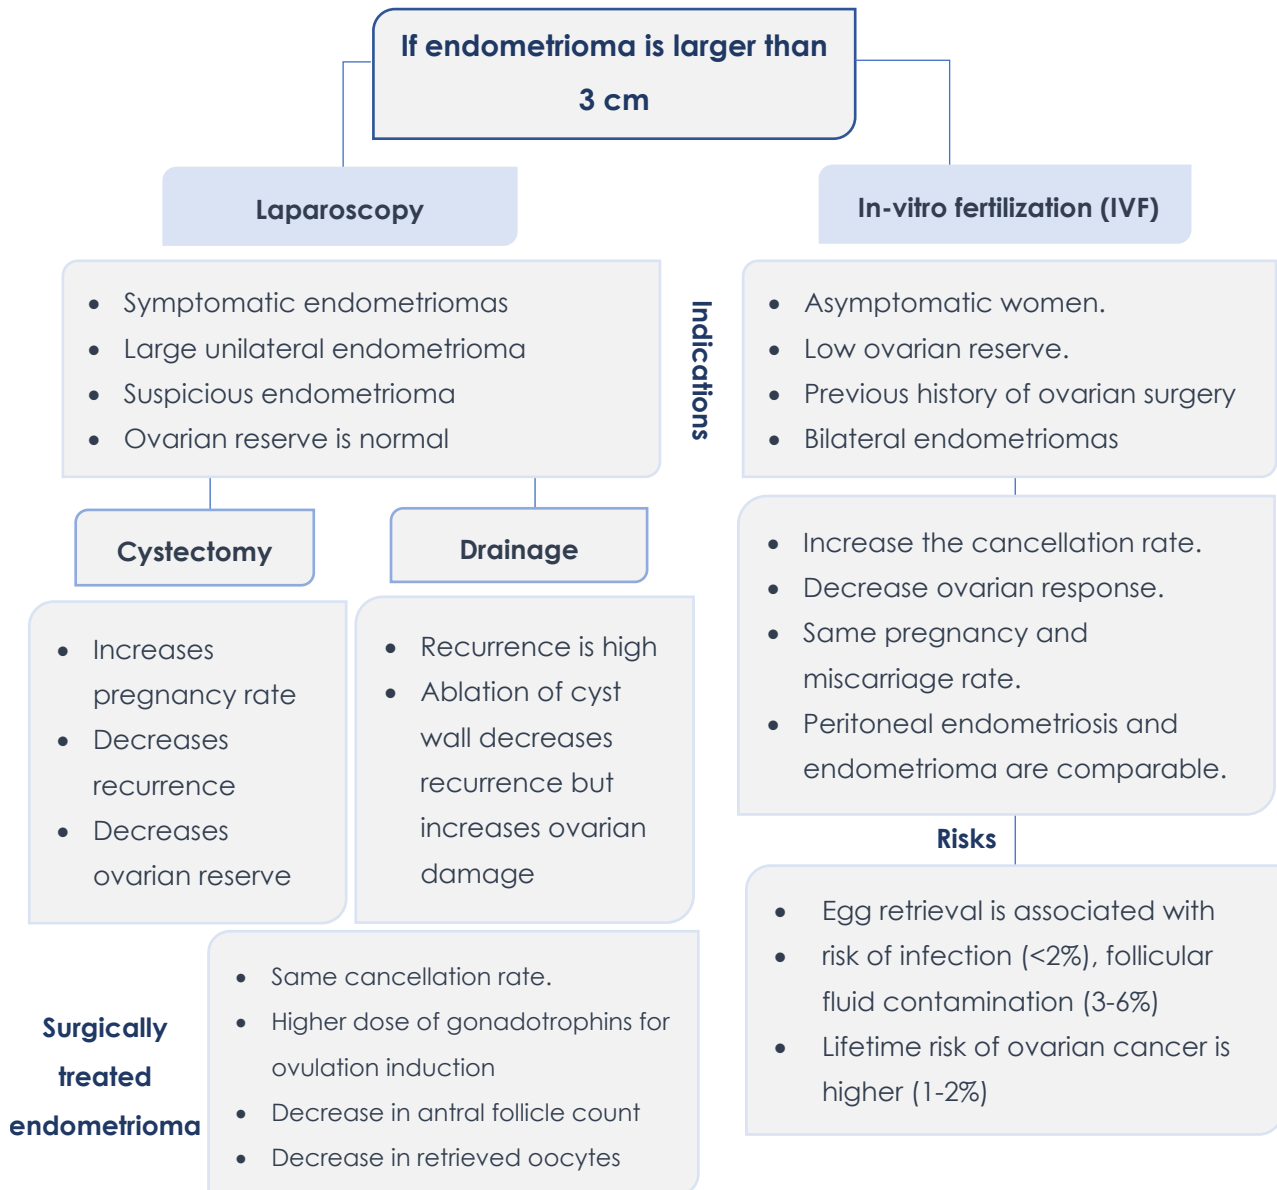 If endometrioma is larger than
3 cm
Laparoscopy
In-vitro fertilization (IVF)
• Symptomatic endometriomas
• Large unilateral endometrioma
• Suspicious endometrioma
• Ovarian reserve is normal
Indications
• Asymptomatic women.
• Low ovarian reserve.
• Previous history of ovarian surgery
• Bilateral endometriomas
Cystectomy
Drainage
• Increases
pregnancy rate
• Decreases
recurrence
• Decreases
ovarian reserve
• Recurrence is high
• Ablation of cyst
wall decreases
recurrence but
increases ovarian
damage
• Increase the cancellation rate.
• Decrease ovarian response.
• Same pregnancy and
miscarriage rate.
• Peritoneal endometriosis and
endometrioma are comparable.
Risks
• Egg retrieval is associated with
• risk of infection (<2%), follicular
fluid contamination (3-6%)
• Lifetime risk of ovarian cancer is
higher (1-2%)
Surgically
treated
endometrioma
• Same cancellation rate.
• Higher dose of gonadotrophins for
ovulation induction
• Decrease in antral follicle count
• Decrease in retrieved oocytes